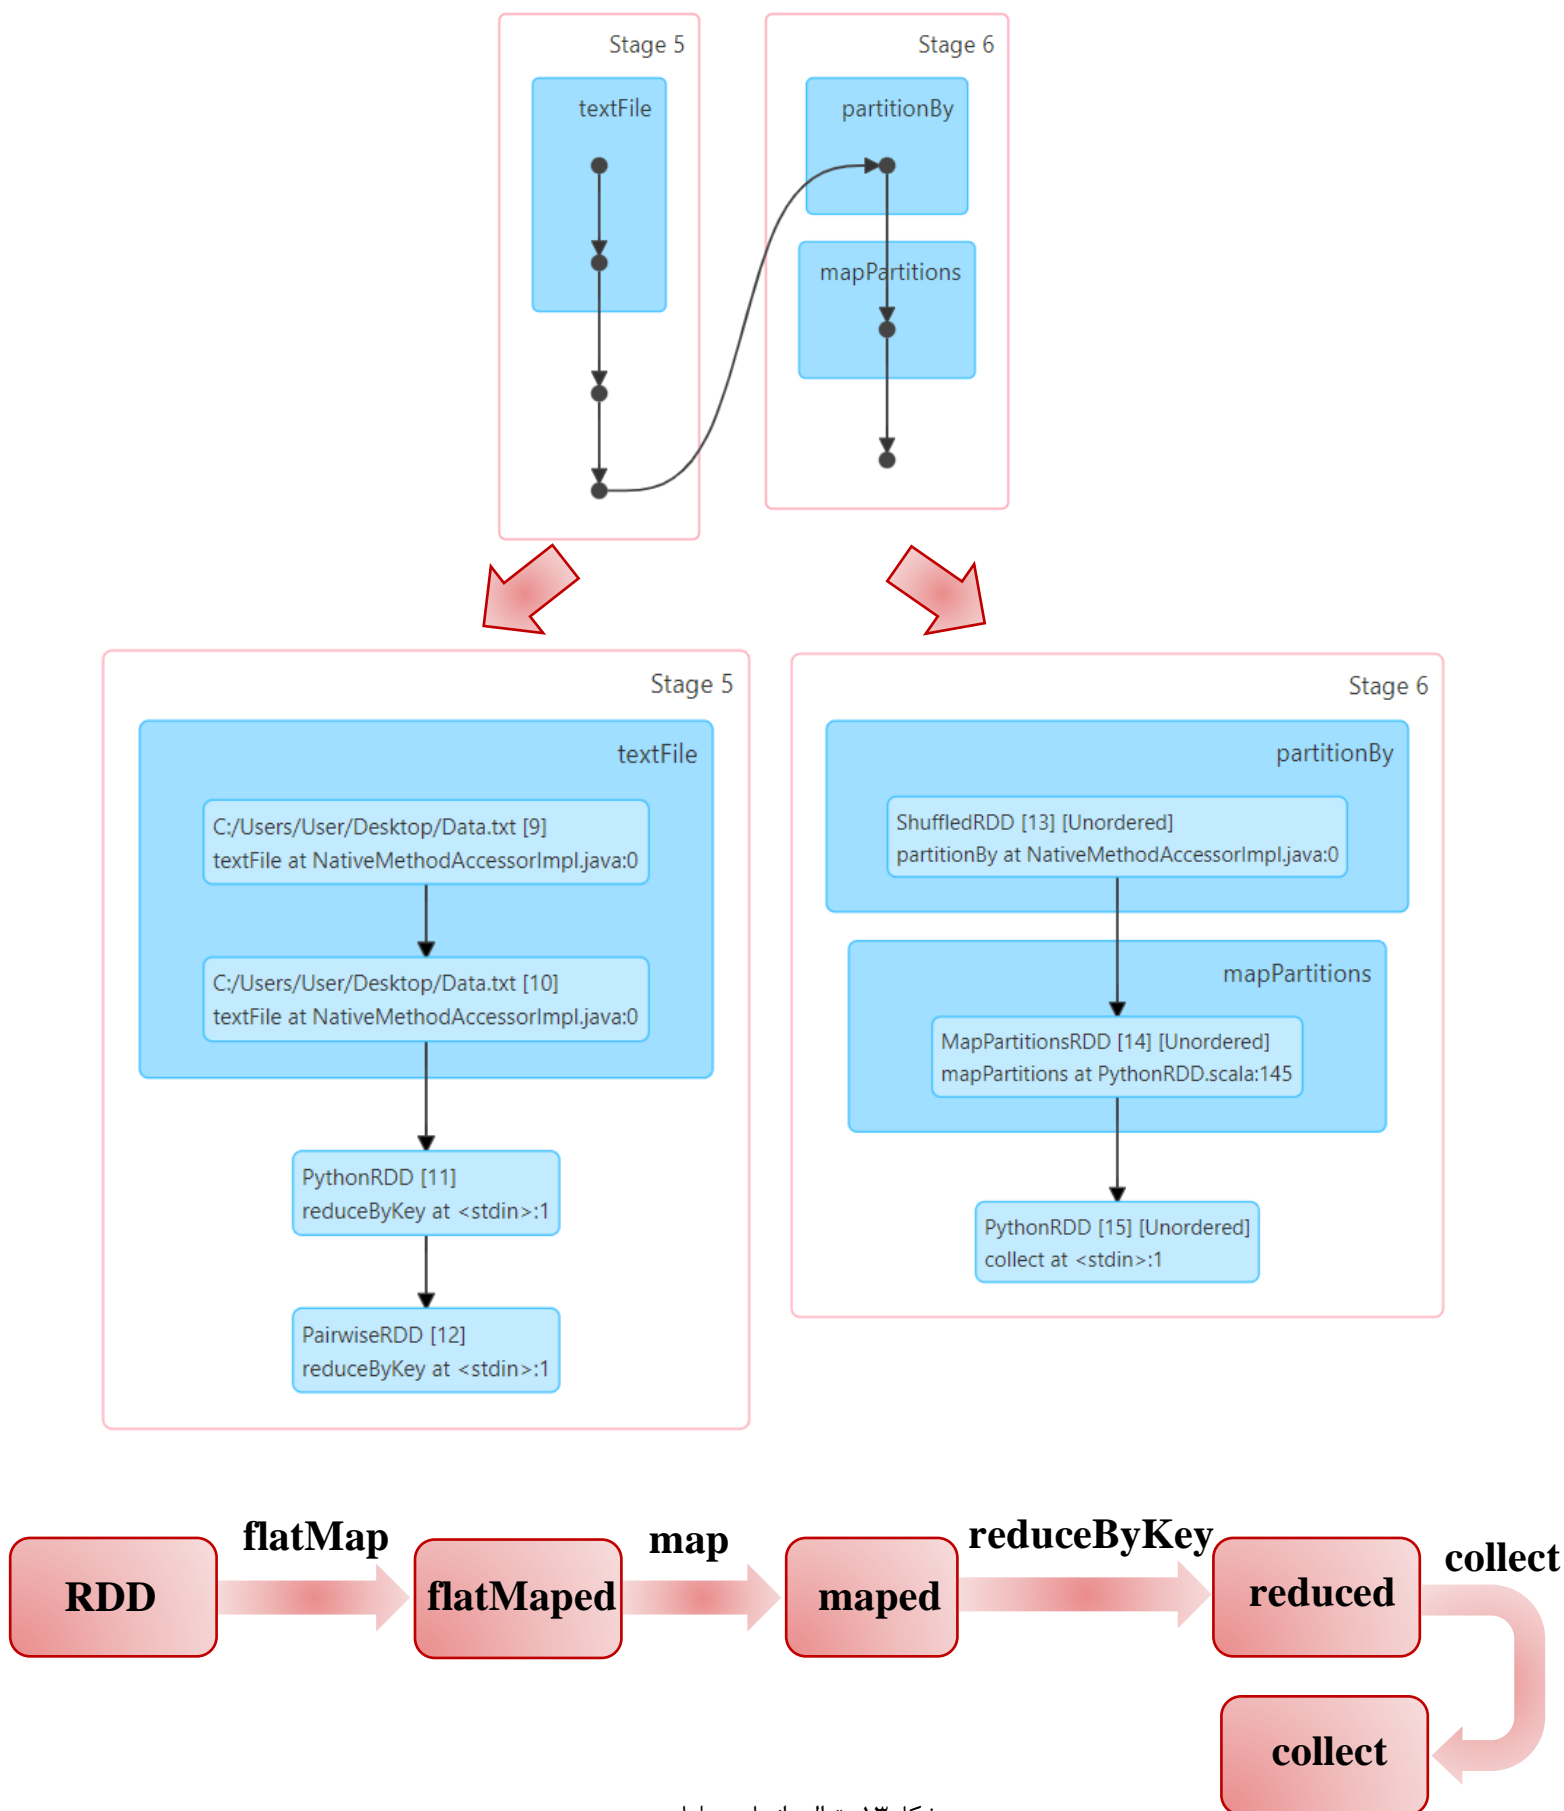 Stage 5
textFile
Stage 6
partitionBy
mapPartitions
Stage 5
textFile
C:/Users/User/Desktop/Data.txt [9]
textFile at NativeMethodAccessorImpl.java:0
C:/Users/User/Desktop/Data.txt [10]
textFile at NativeMethodAccessorImpl.java:0
PythonRDD [11]
reduceByKey at <stdin>:1
PairwiseRDD [12]
reduceByKey at <stdin>:1
Stage 6
partitionBy
ShuffledRDD [13] [Unordered]
partitionBy at NativeMethodAccessorImpl.java:0
mapPartitions
MapPartitionsRDD [14] [Unordered]
mapPartitions at PythonRDD.scala:145
PythonRDD [15] [Unordered]
collect at <stdin>:1
RDD
flatMap
flatMaped
map
maped
reduceByKey
reduced
collect
collect